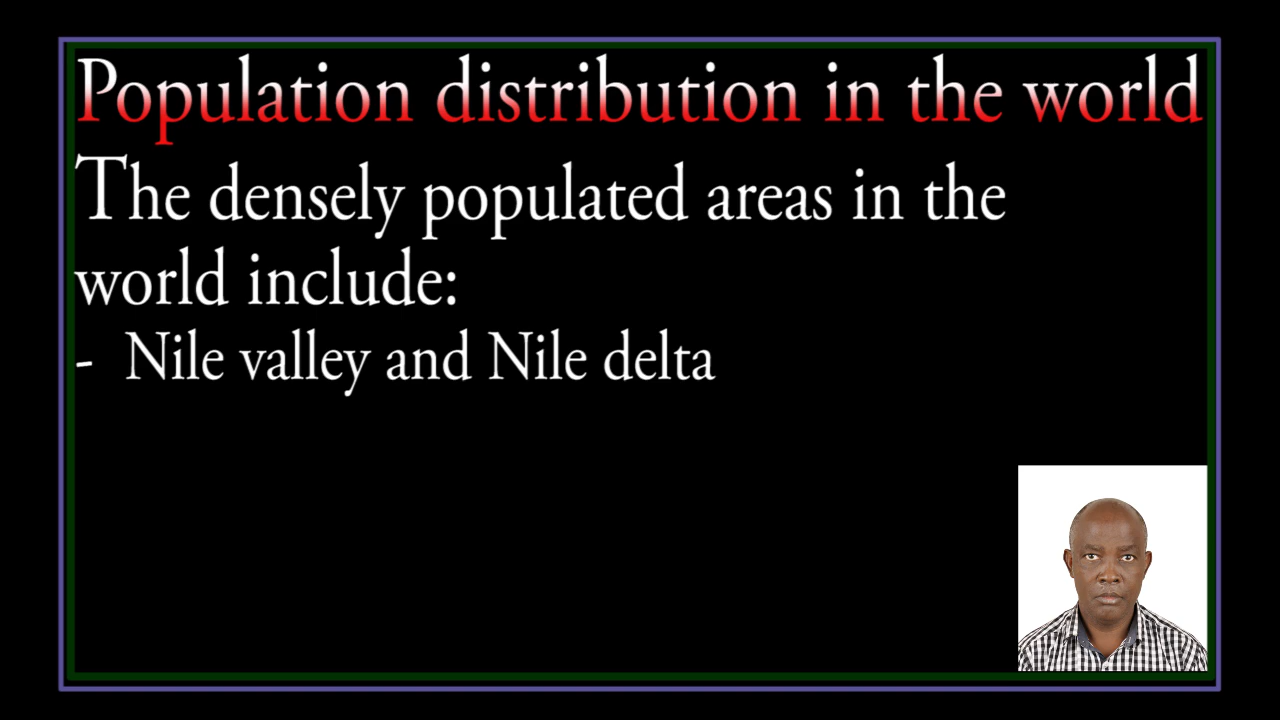 Population distribution in the world
The densely populated areas in the
world include:
- Nile valley and Nile delta